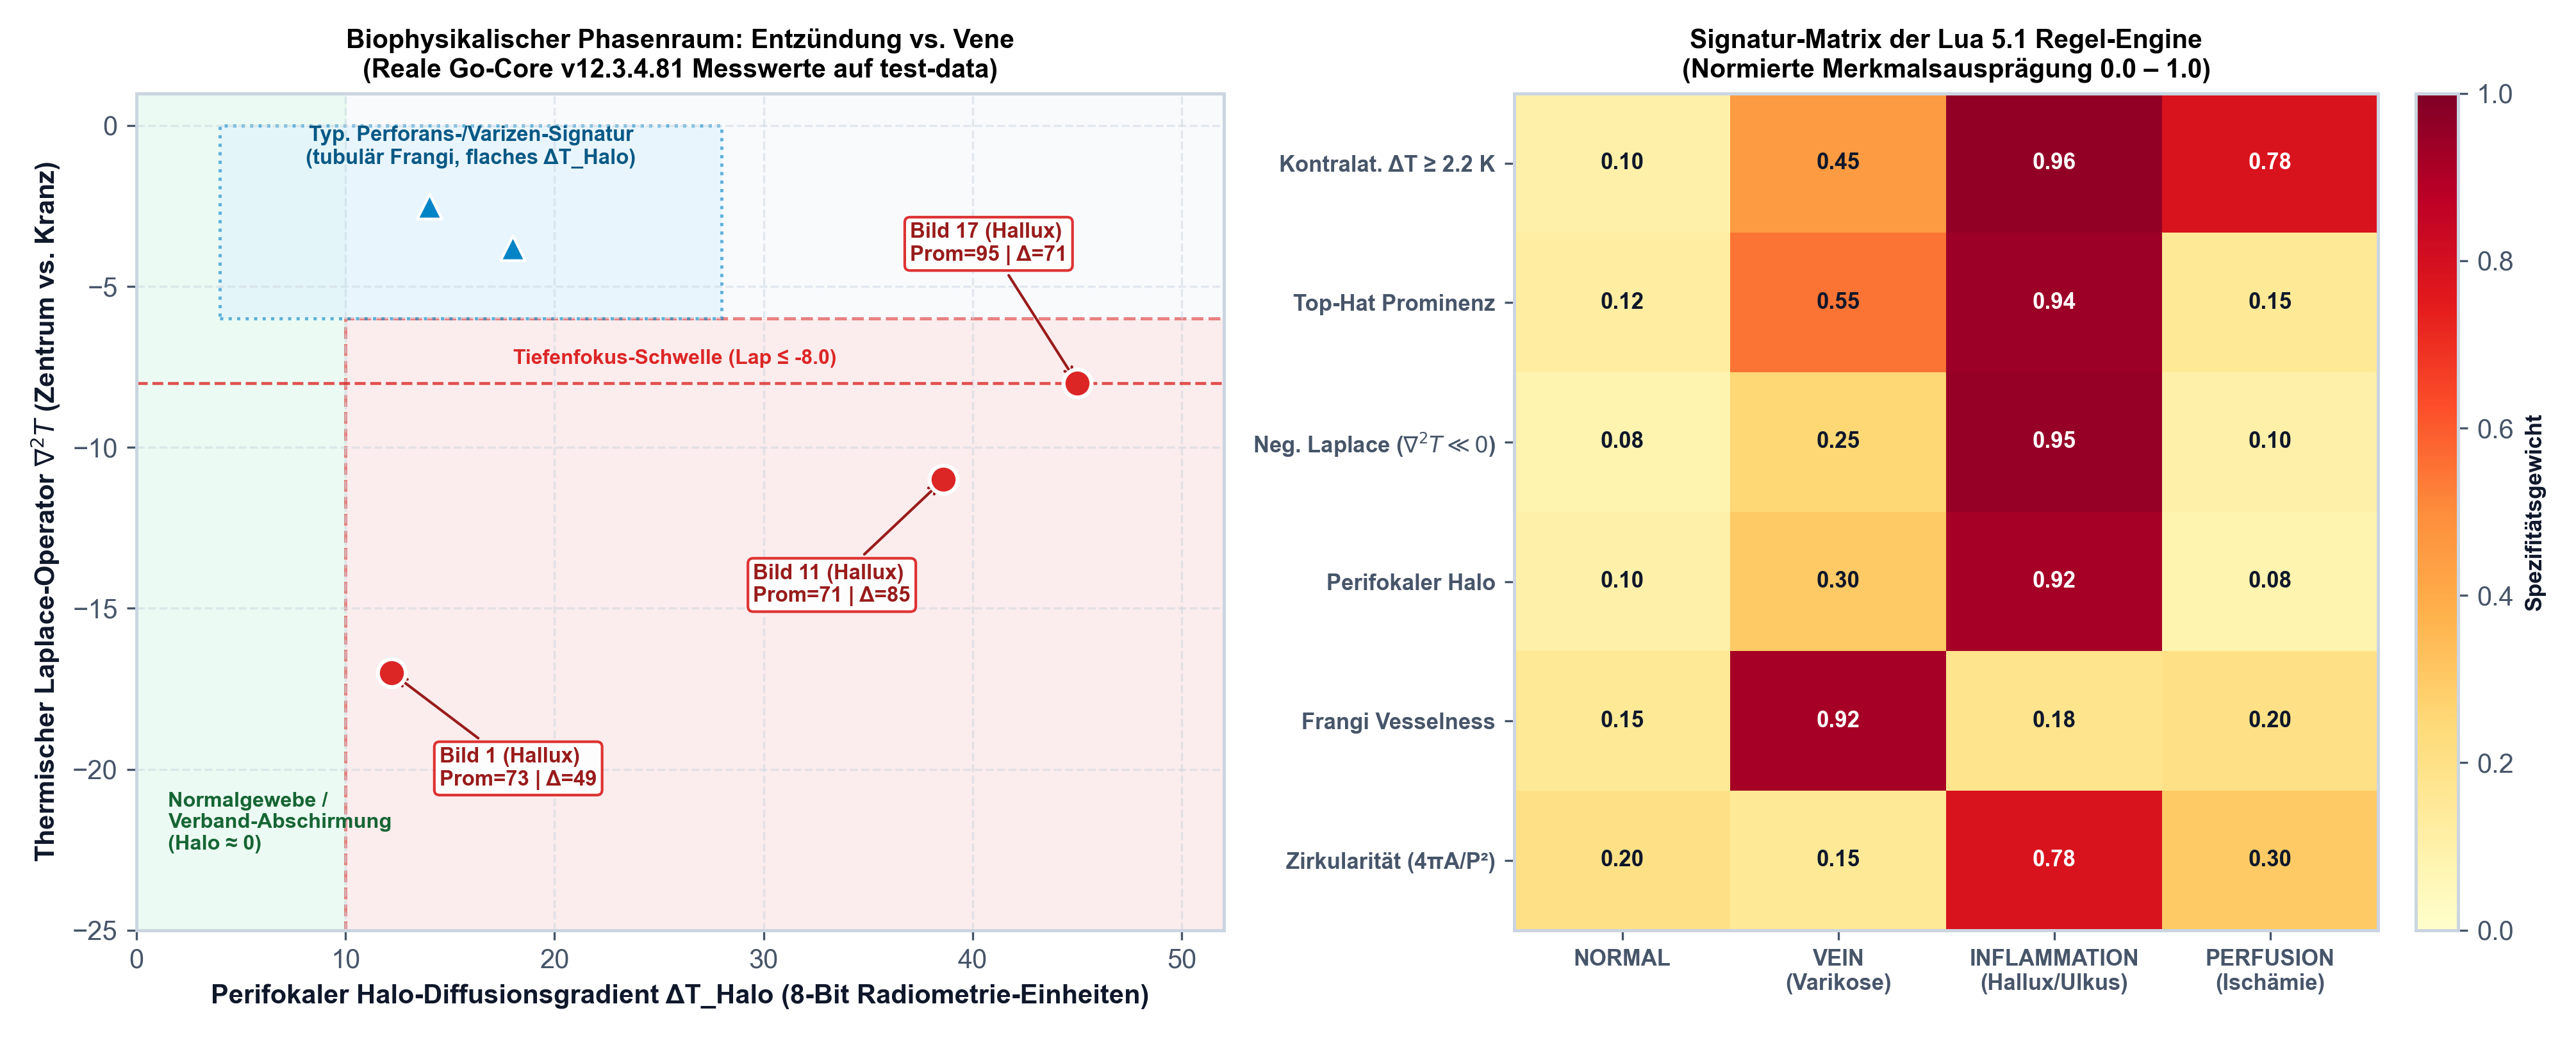 Biophysikalischer Phasenraum: Entzündung vs. Vene
(Reale Go-Core v12.3.4.81 Messwerte auf test-data)
Thermischer Laplace-Operator ∇²T (Zentrum vs. Kranz)
0
−5
−10
−15
−20
−25
Typ. Perforans-/Varizen-Signatur
(tubulär Frangi, flaches ΔT_Halo)
Bild 17 (Hallux)
Prom=95 | Δ=71
Tiefenfokus-Schwelle (Lap ≤ -8.0)
Bild 11 (Hallux)
Prom=71 | Δ=85
Bild 1 (Hallux)
Prom=73 | Δ=49
Normalgewebe /
Verband-Abschirmung
(Halo ≈ 0)
0 10 20 30 40 50
Perifokaler Halo-Diffusionsgradient ΔT_Halo (8-Bit Radiometrie-Einheiten)
Signatur-Matrix der Lua 5.1 Regel-Engine
(Normierte Merkmalsausprägung 0.0 – 1.0)
Kontralat. ΔT ≥ 2.2 K 0.10 0.45 0.96 0.78
Top-Hat Prominenz 0.12 0.55 0.94 0.15
Neg. Laplace (∇²T ≪ 0) 0.08 0.25 0.95 0.10
Perifokaler Halo 0.10 0.30 0.92 0.08
Frangi Vesselness 0.15 0.92 0.18 0.20
Zirkularität (4πA/P²) 0.20 0.15 0.78 0.30
NORMAL VEIN INFLAMMATION PERFUSION
(Varikose) (Hallux/Ulkus) (Ischämie)
1.0
0.8
0.6
0.4
0.2
0.0
Spezifitätsgewicht